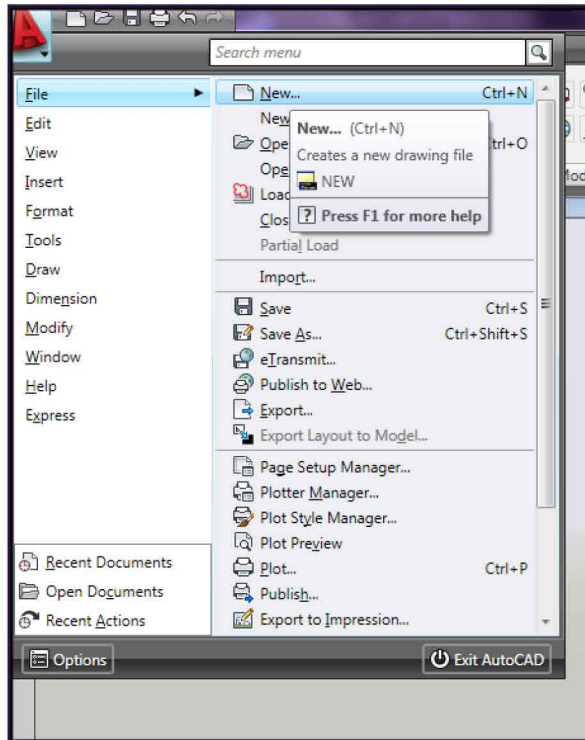 Search menu
File
Edit
View
Insert
Format
Tools
Draw
Dimension
Modify
Window
Help
Express
Recent Documents
Open Documents
Recent Actions
New... Ctrl+N
New
Ope Ctrl+O
Ope
Load
Clos
Partial Load
Import...
Save Ctrl+S
Save As... Ctrl+Shift+S
eTransmit...
Publish to Web...
Export...
Export Layout to Model...
Page Setup Manager...
Plotter Manager...
Plot Style Manager...
Plot Preview
Plot... Ctrl+P
Publish...
Export to Impression...
New... (Ctrl+N)
Creates a new drawing file
NEW
? Press F1 for more help
Options
Exit AutoCAD